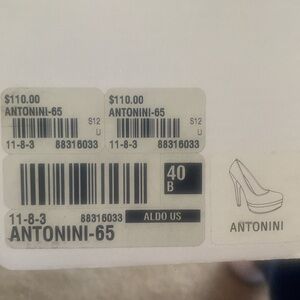 $110.00
ANTONINI-65
S12
U
11-8-3 88316033
$110.00
ANTONINI-65
S12
U
11-8-3 88316033
40
B
11-8-3 88316033 ALDO US
ANTONINI-65
ANTONINI